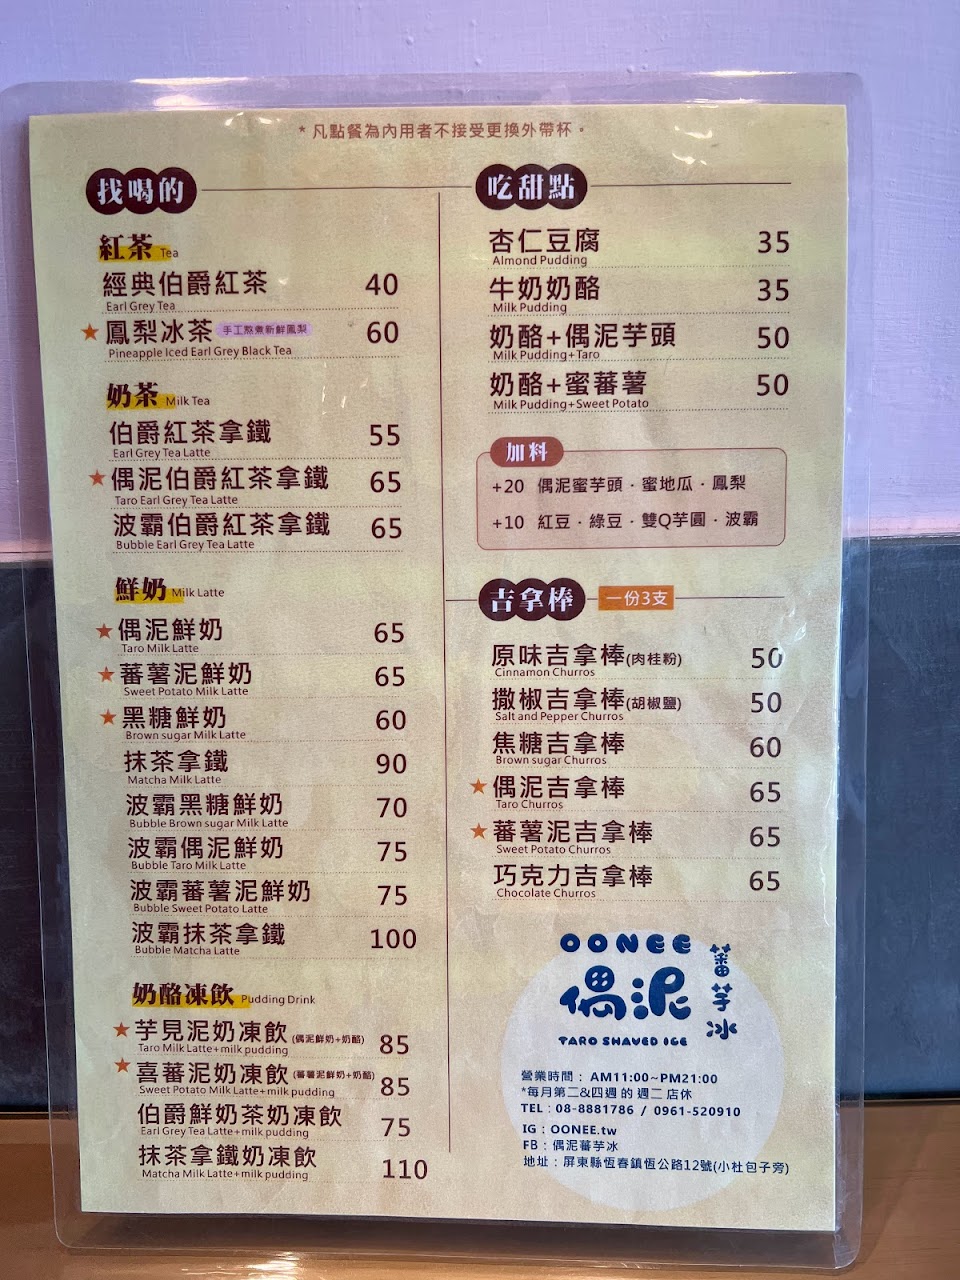 *凡點餐為內用者不接受更換外帶杯。
找喝的
紅茶 Tea
經典伯爵紅茶 40
Earl Grey Tea
★鳳梨冰茶 手工熬煮新鮮鳳梨 60
Pineapple Iced Earl Grey Black Tea
奶茶 Milk Tea
伯爵紅茶拿鐵 55
Earl Grey Tea Latte
★偶泥伯爵紅茶拿鐵 65
Taro Earl Grey Tea Latte
波霸伯爵紅茶拿鐵 65
Bubble Earl Grey Tea Latte
鮮奶 Milk Latte
★偶泥鮮奶 65
Taro Milk Latte
★蕃薯泥鮮奶 65
Sweet Potato Milk Latte
★黑糖鮮奶 60
Brown sugar Milk Latte
抹茶拿鐵 90
Matcha Milk Latte
波霸黑糖鮮奶 70
Bubble Brown sugar Milk Latte
波霸偶泥鮮奶 75
Bubble Taro Milk Latte
波霸蕃薯泥鮮奶 75
Bubble Sweet Potato Latte
波霸抹茶拿鐵 100
Bubble Matcha Latte
奶酪凍飲 Pudding Drink
★芋見泥奶凍飲(偶泥鮮奶+奶酪) 85
Taro Milk Latte+milk pudding
★喜蕃泥奶凍飲(蕃薯泥鮮奶+奶酪) 85
Sweet Potato Milk Latte+milk pudding
伯爵鮮奶茶奶凍飲 75
Earl Grey Tea Latte+milk pudding
抹茶拿鐵奶凍飲 110
Matcha Milk Latte+milk pudding
吃甜點
杏仁豆腐 35
Almond Pudding
牛奶奶酪 35
Milk Pudding
奶酪+偶泥芋頭 50
Milk Pudding+Taro
奶酪+蜜蕃薯 50
Milk Pudding+Sweet Potato
加料
+20 偶泥蜜芋頭·蜜地瓜·鳳梨
+10 紅豆·綠豆·雙Q芋圓·波霸
吉拿棒 一份3支
原味吉拿棒(肉桂粉) 50
Cinnamon Churros
撒椒吉拿棒(胡椒鹽) 50
Salt and Pepper Churros
焦糖吉拿棒 60
Brown sugar Churros
★偶泥吉拿棒 65
Taro Churros
★蕃薯泥吉拿棒 65
Sweet Potato Churros
巧克力吉拿棒 65
Chocolate Churros
OONEE
偶泥
蕃芋冰
TARO SHAVED ICE
營業時間：AM11:00~PM21:00
*每月第二&四週的 週二 店休
TEL：08-8881786 / 0961-520910
IG：OONEE.tw
FB：偶泥蕃芋冰
地址：屏東縣恆春鎮恆公路12號(小杜包子旁)